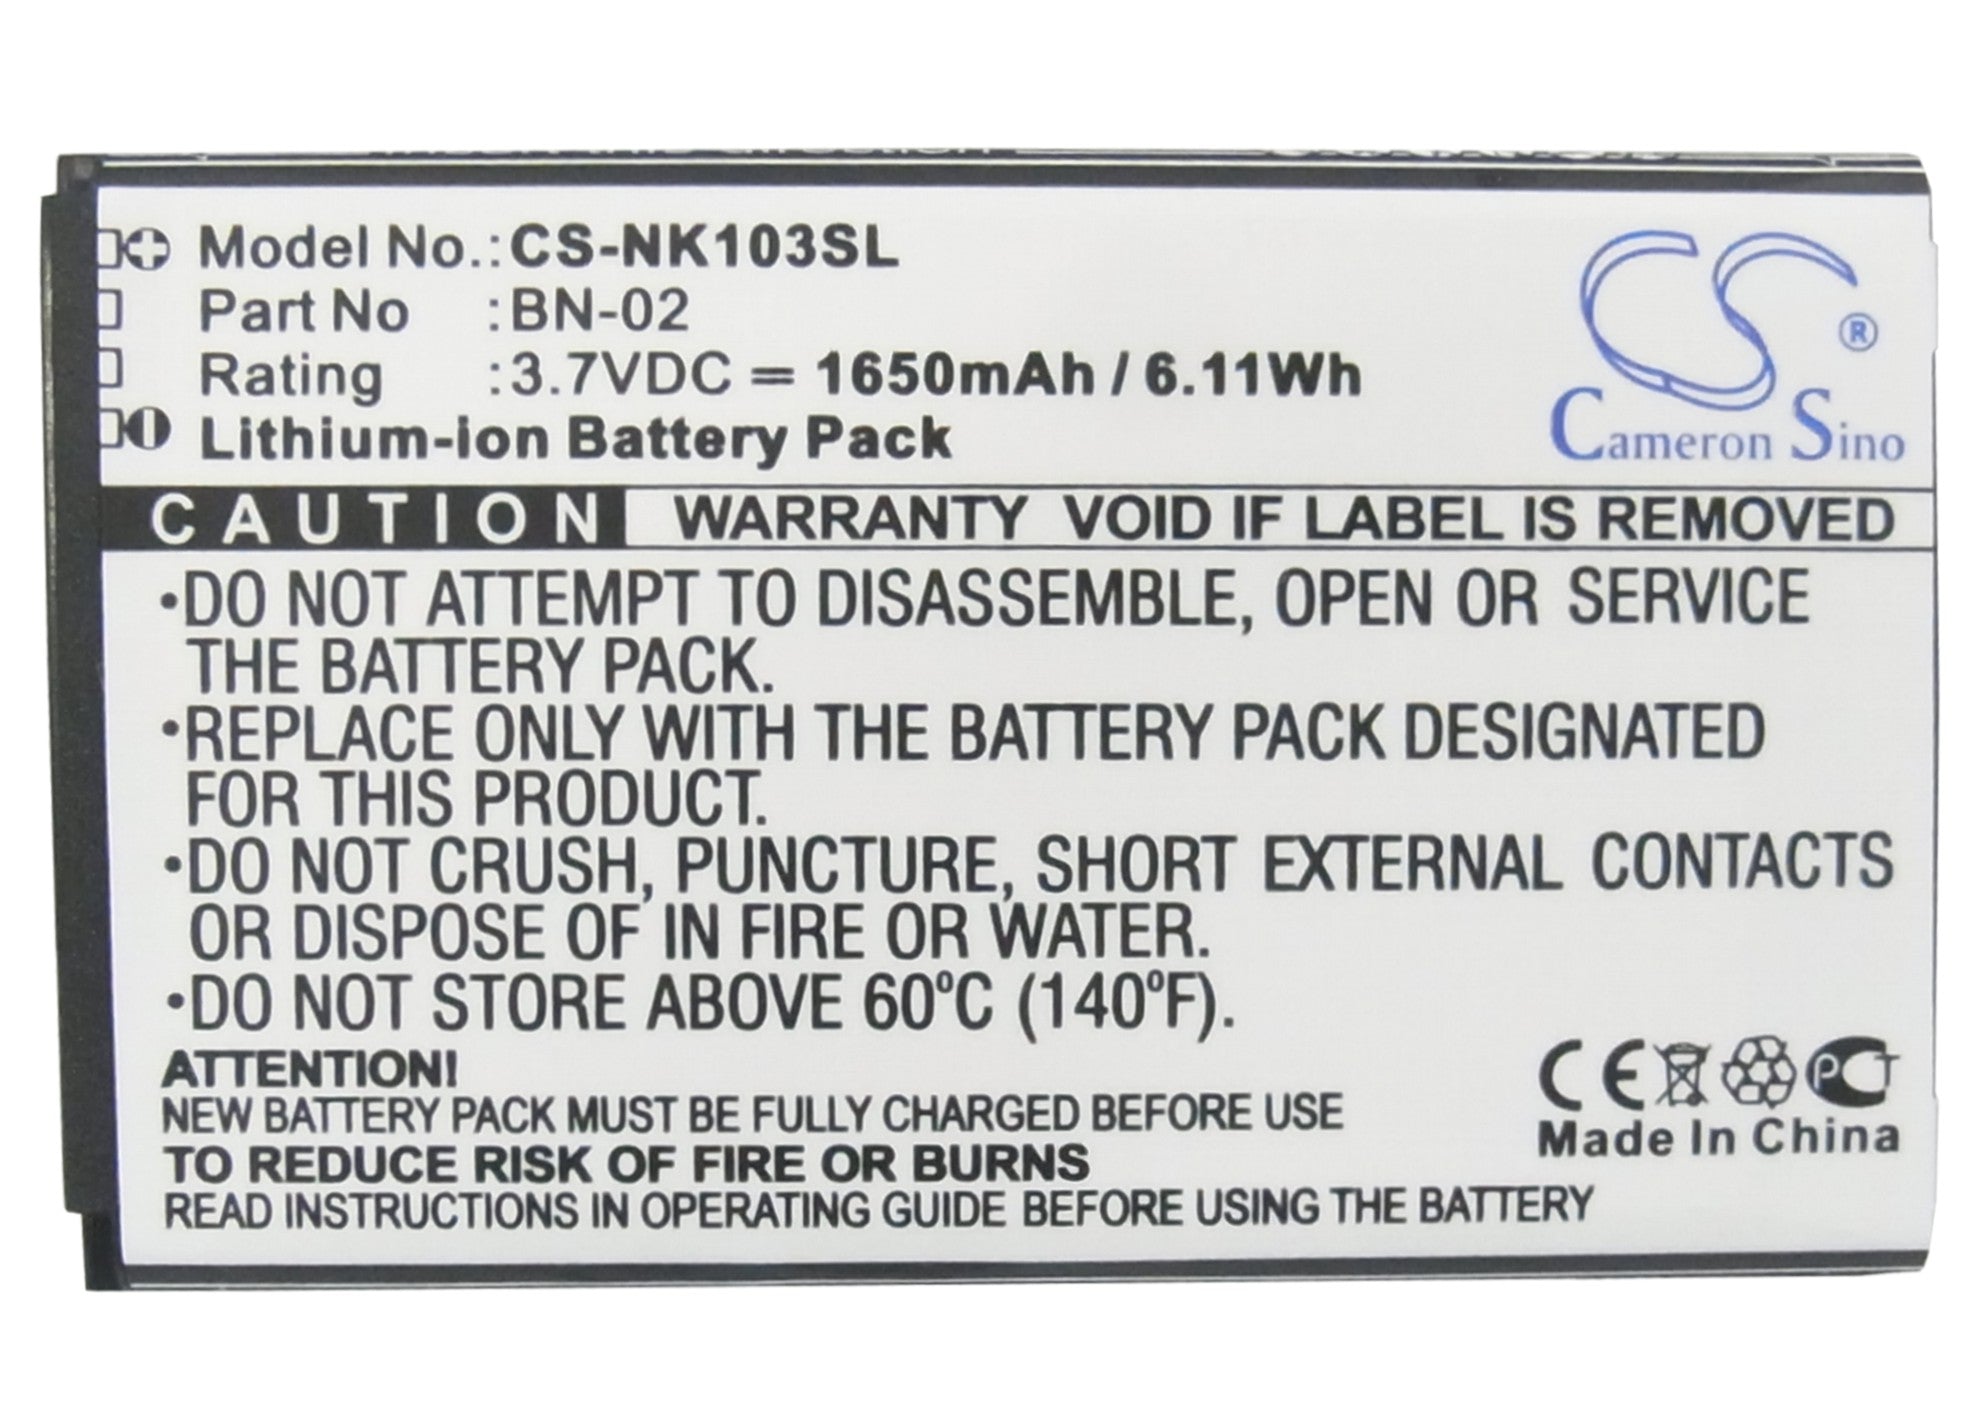 Model No.:CS-NK103SL
Part No :BN-02
Rating :3.7VDC = 1650mAh / 6.11Wh
Lithium-ion Battery Pack
CS ®
Cameron Sino
CAUTION WARRANTY VOID IF LABEL IS REMOVED
•DO NOT ATTEMPT TO DISASSEMBLE, OPEN OR SERVICE
THE BATTERY PACK.
•REPLACE ONLY WITH THE BATTERY PACK DESIGNATED
FOR THIS PRODUCT.
•DO NOT CRUSH, PUNCTURE, SHORT EXTERNAL CONTACTS
OR DISPOSE OF IN FIRE OR WATER.
•DO NOT STORE ABOVE 60ºC (140ºF).
ATTENTION!
NEW BATTERY PACK MUST BE FULLY CHARGED BEFORE USE
TO REDUCE RISK OF FIRE OR BURNS
READ INSTRUCTIONS IN OPERATING GUIDE BEFORE USING THE BATTERY
CE PCT
Made In China